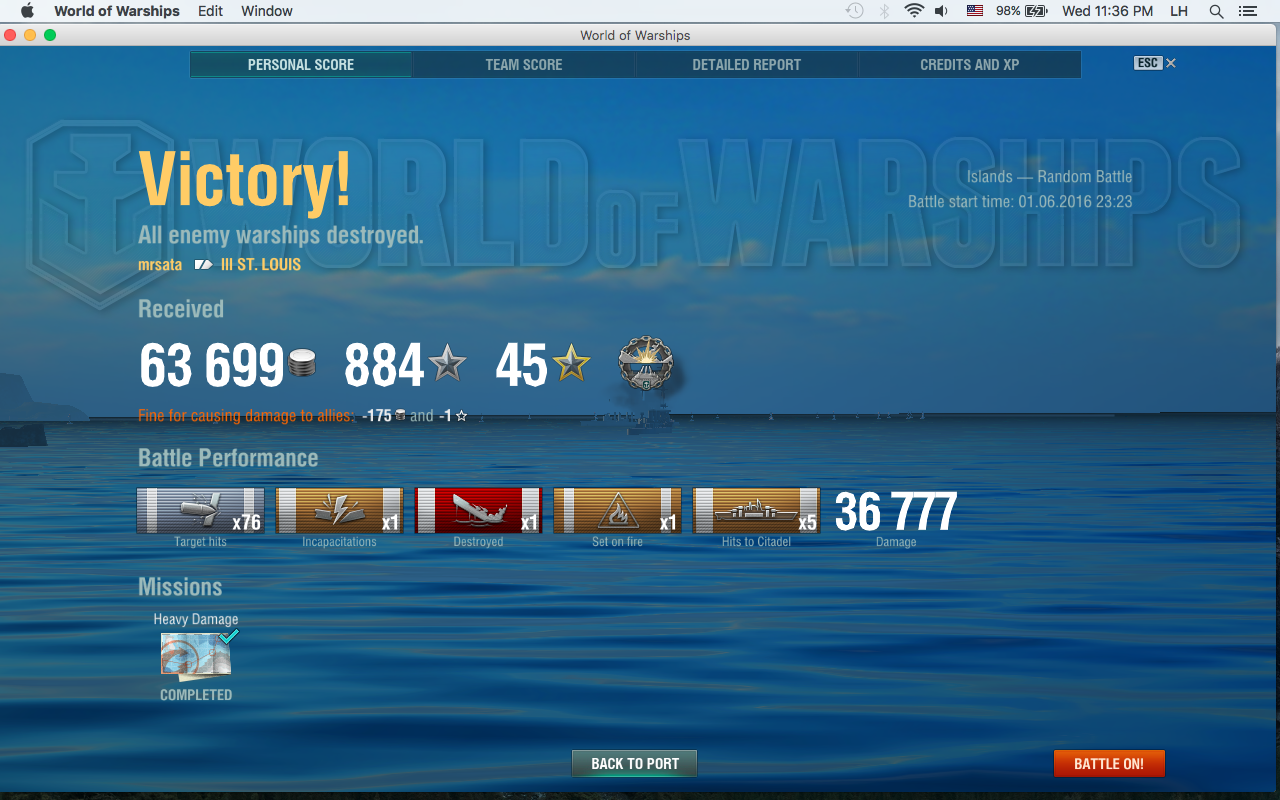 World of Warships Edit Window 98% Wed 11:36 PM LH
World of Warships
PERSONAL SCORE TEAM SCORE DETAILED REPORT CREDITS AND XP ESC
WORLD OF WARSHIPS
Victory!
Islands — Random Battle
Battle start time: 01.06.2016 23:23
All enemy warships destroyed.
mrsata III ST. LOUIS
Received
63 699 884 45
Fine for causing damage to allies: -175 and -1
Battle Performance
x76 x1 x1 x1 x5 36 777
Target hits Incapacitations Destroyed Set on fire Hits to Citadel Damage
Missions
Heavy Damage
COMPLETED
BACK TO PORT BATTLE ON!